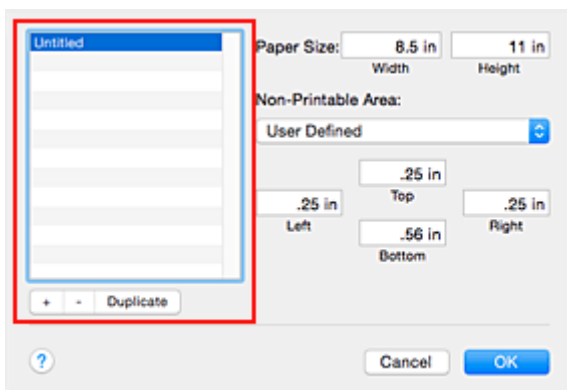 Untitled
Paper Size: 8.5 in 11 in
Width Height
Non-Printable Area:
User Defined
.25 in
Top
.25 in .25 in
Left Right
.56 in
Bottom
+ - Duplicate
? Cancel OK